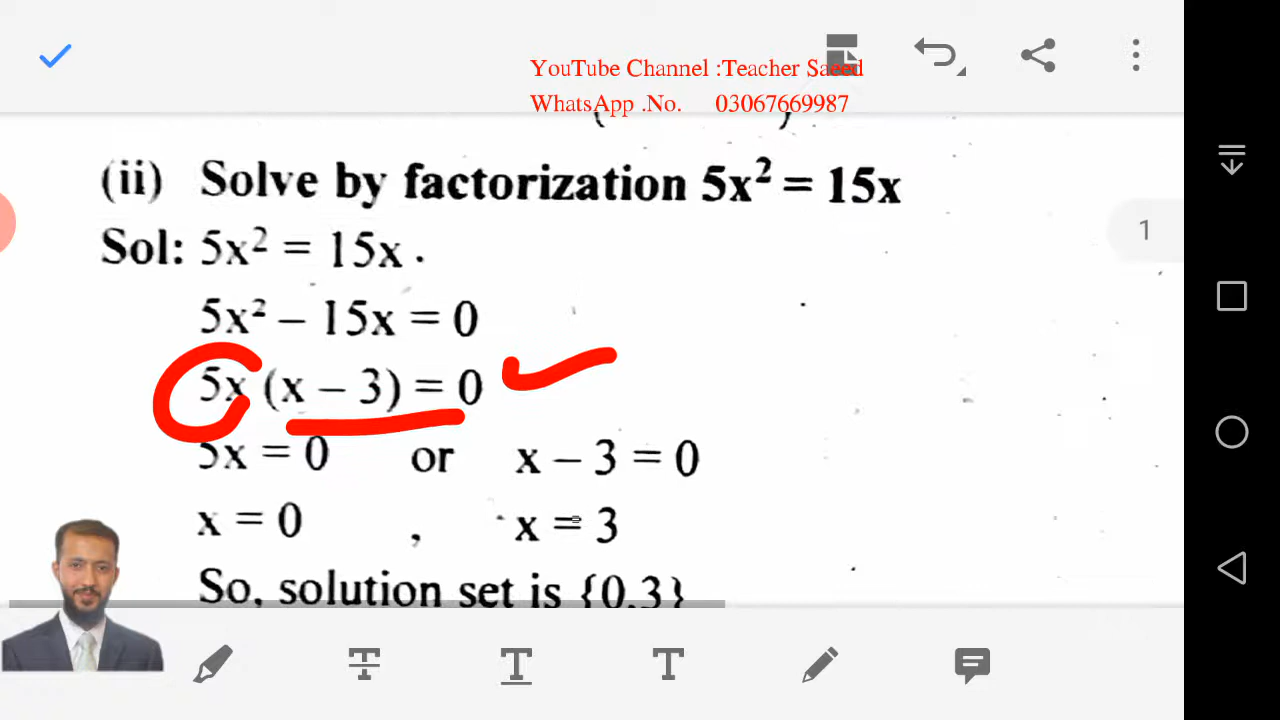 YouTube Channel :Teacher Saeed
WhatsApp .No. 03067669987
1
(ii) Solve by factorization 5x² = 15x
Sol: 5x² = 15x .
5x² – 15x = 0
5x (x – 3) = 0
5x = 0 or x – 3 = 0
x = 0 , x = 3
So, solution set is {0,3}